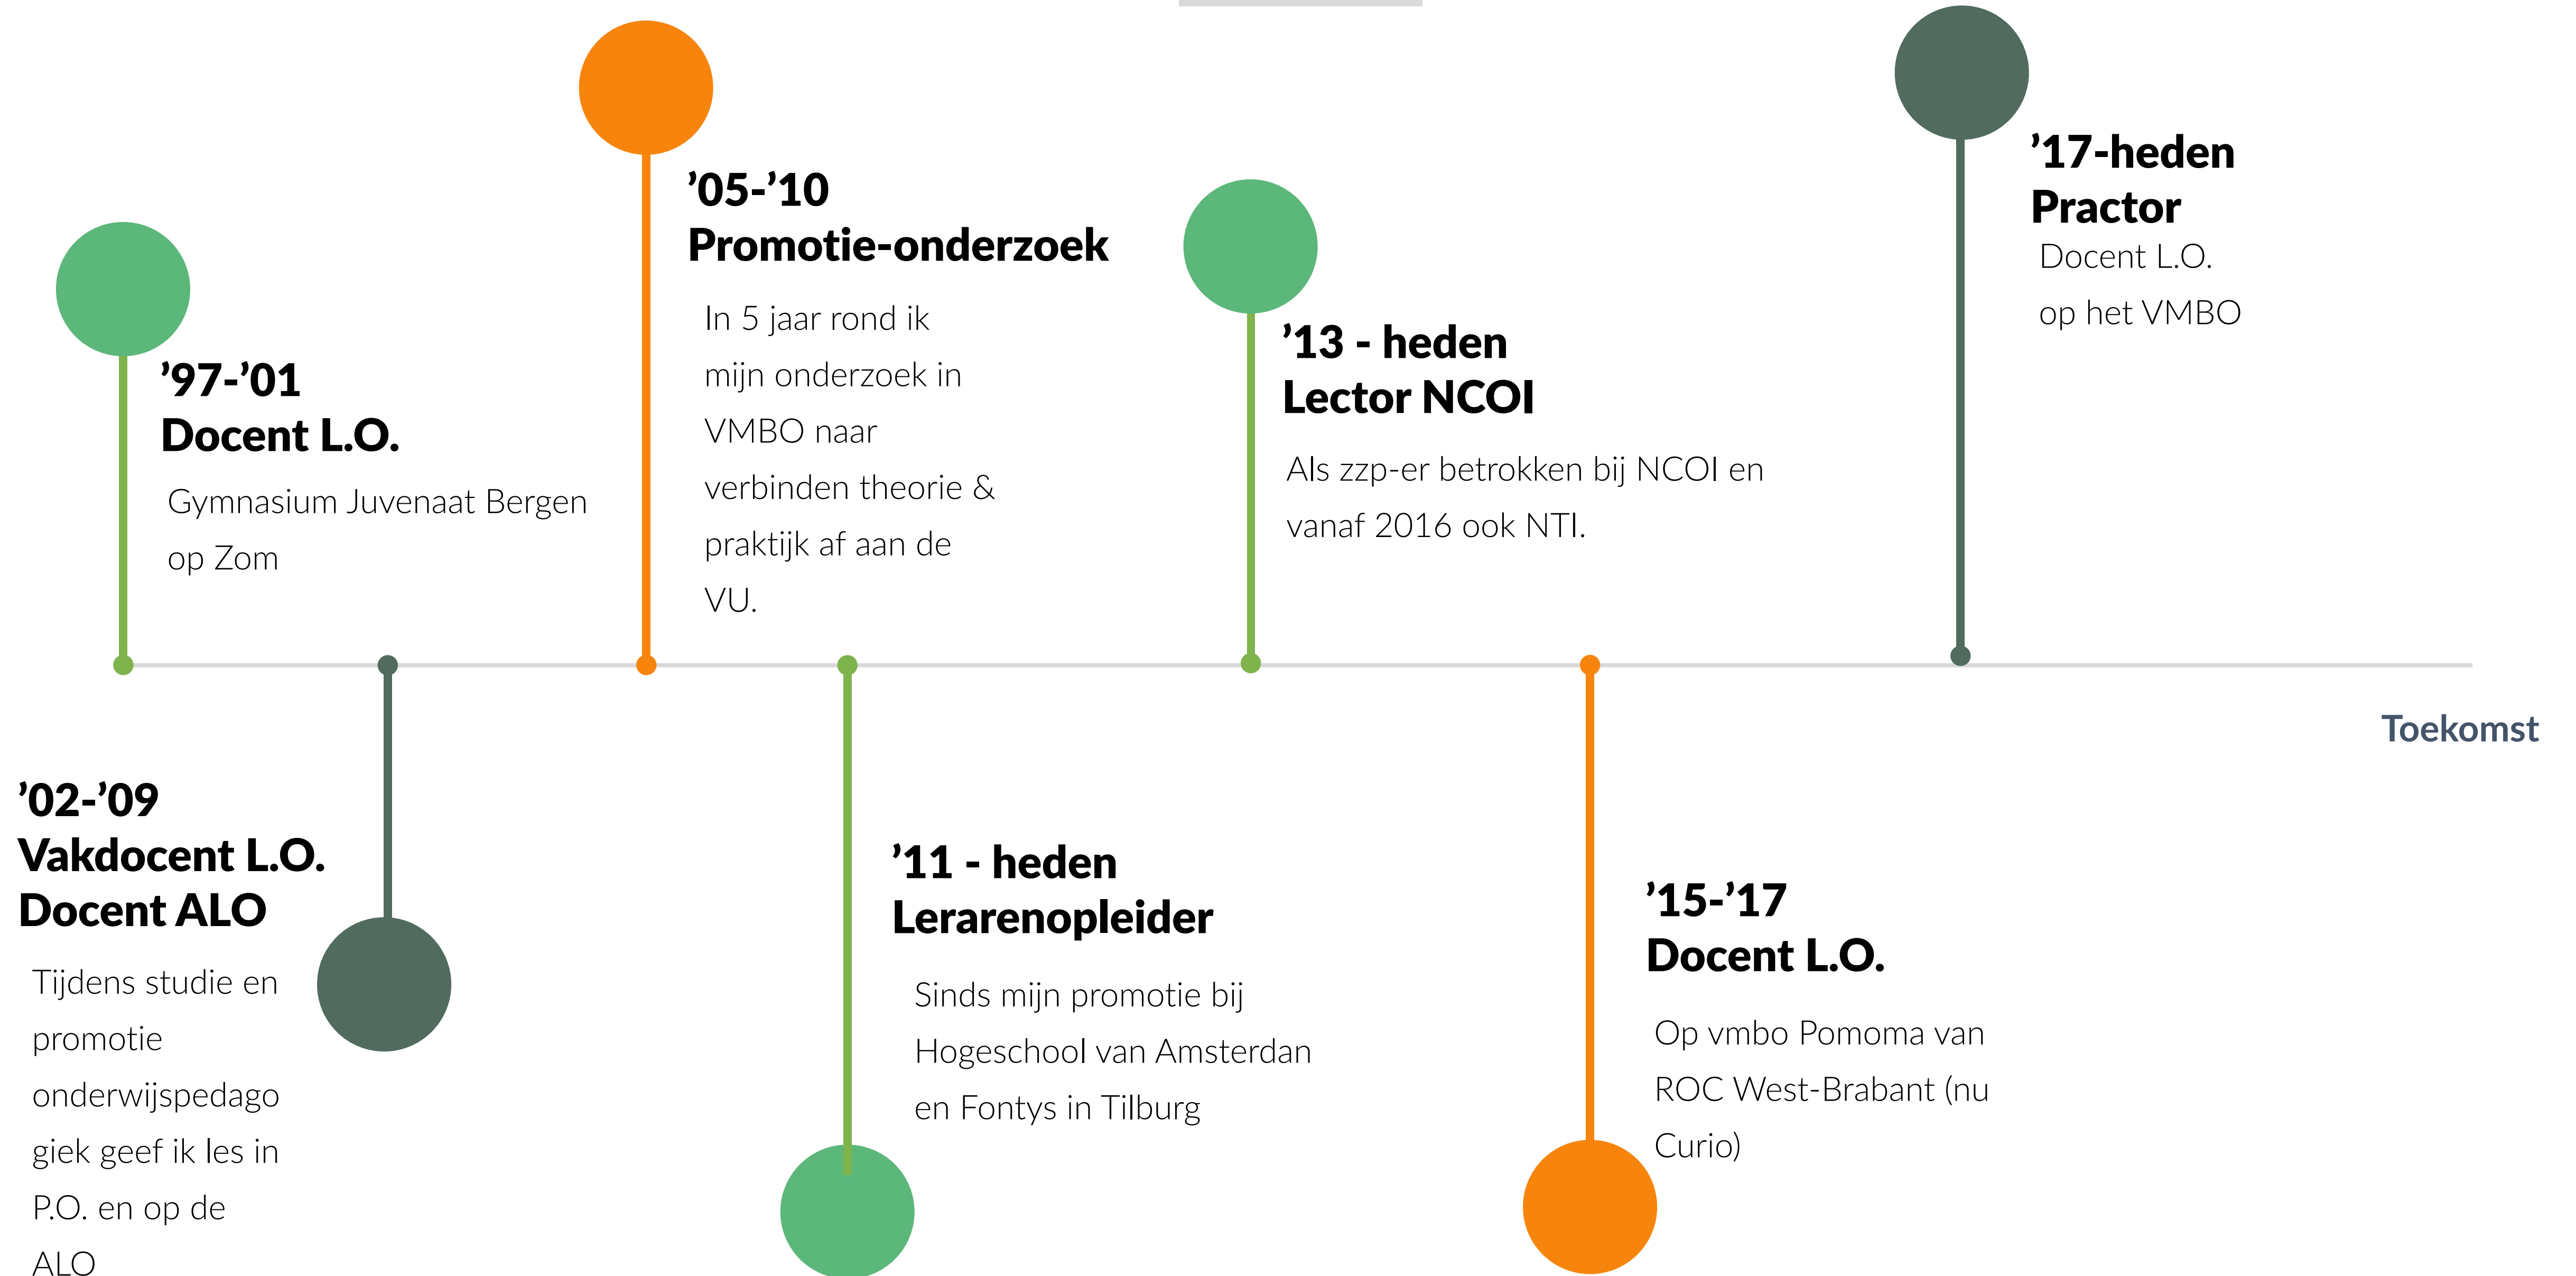 ’97-’01
Docent L.O.
Gymnasium Juvenaat Bergen
op Zom
’02-’09
Vakdocent L.O.
Docent ALO
Tijdens studie en
promotie
onderwijspedago
giek geef ik les in
P.O. en op de
ALO
’05-’10
Promotie-onderzoek
In 5 jaar rond ik
mijn onderzoek in
VMBO naar
verbinden theorie &
praktijk af aan de
VU.
’11 - heden
Lerarenopleider
Sinds mijn promotie bij
Hogeschool van Amsterdan
en Fontys in Tilburg
’13 - heden
Lector NCOI
Als zzp-er betrokken bij NCOI en
vanaf 2016 ook NTI.
’15-’17
Docent L.O.
Op vmbo Pomoma van
ROC West-Brabant (nu
Curio)
’17-heden
Practor
Docent L.O.
op het VMBO
Toekomst